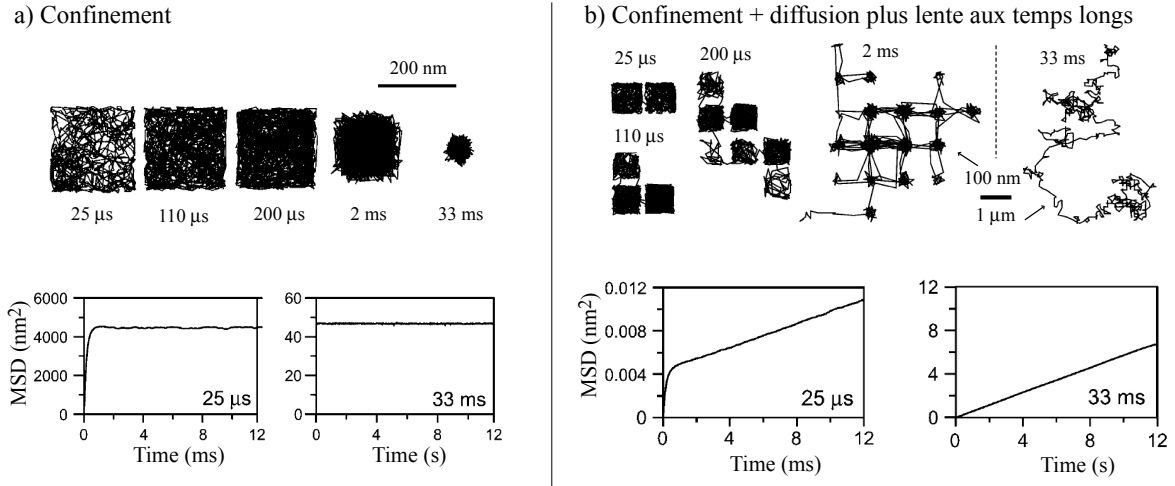 a) Confinement
200 nm
25 µs
110 µs
200 µs
2 ms
33 ms
MSD (nm²)
6000
4000
2000
0
0
4
8
12
25 µs
Time (ms)
60
40
20
0
0
4
8
12
33 ms
Time (s)
b) Confinement + diffusion plus lente aux temps longs
25 µs
200 µs
2 ms
33 ms
110 µs
100 nm
1 µm
MSD (nm²)
0.012
0.008
0.004
0
0
4
8
12
25 µs
Time (ms)
12
8
4
0
0
4
8
12
33 ms
Time (s)